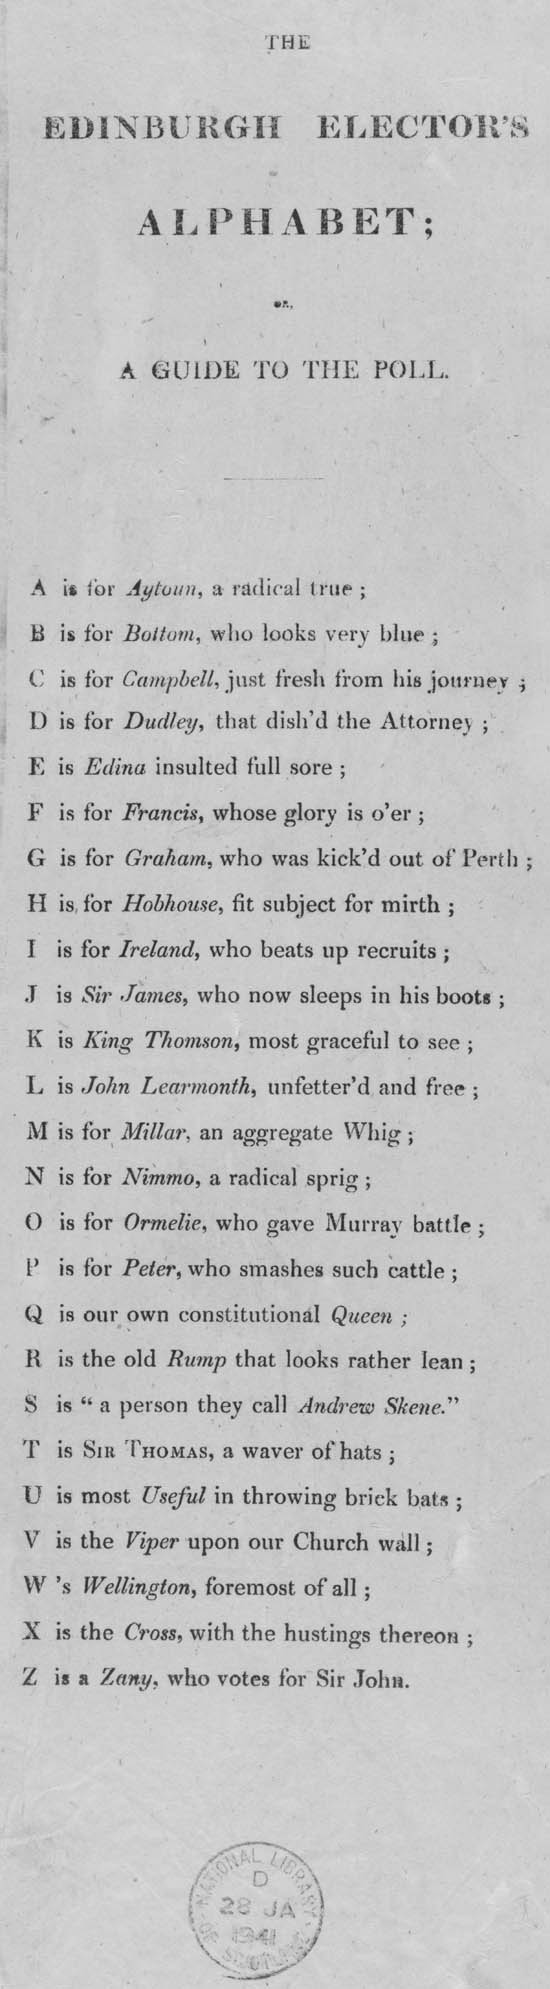 THE
EDINBURGH ELECTOR'S
ALPHABET;
OR,
A GUIDE TO THE POLL.
A is for Aytoun, a radical true;
B is for Bottom, who looks very blue;
C is for Campbell, just fresh from his journey;
D is for Dudley, that dish'd the Attorney;
E is Edina insulted full sore;
F is for Francis, whose glory is o'er;
G is for Graham, who was kick'd out of Perth;
H is for Hobhouse, fit subject for mirth;
I is for Ireland, who beats up recruits;
J is Sir James, who now sleeps in his boots;
K is King Thomson, most graceful to see;
L is John Learmonth, unfetter'd and free;
M is for Millar, an aggregate Whig;
N is for Nimmo, a radical sprig;
O is for Ormelie, who gave Murray battle;
P is for Peter, who smashes such cattle;
Q is our own constitutional Queen;
R is the old Rump that looks rather lean;
S is "a person they call Andrew Skene."
T is SIR THOMAS, a waver of hats;
U is most Useful in throwing brick bats;
V is the Viper upon our Church wall;
W 's Wellington, foremost of all;
X is the Cross, with the hustings thereon;
Z is a Zany, who votes for Sir John.
NATIONAL LIBRARY
D
28 JA
1941
OF SCOTLAND